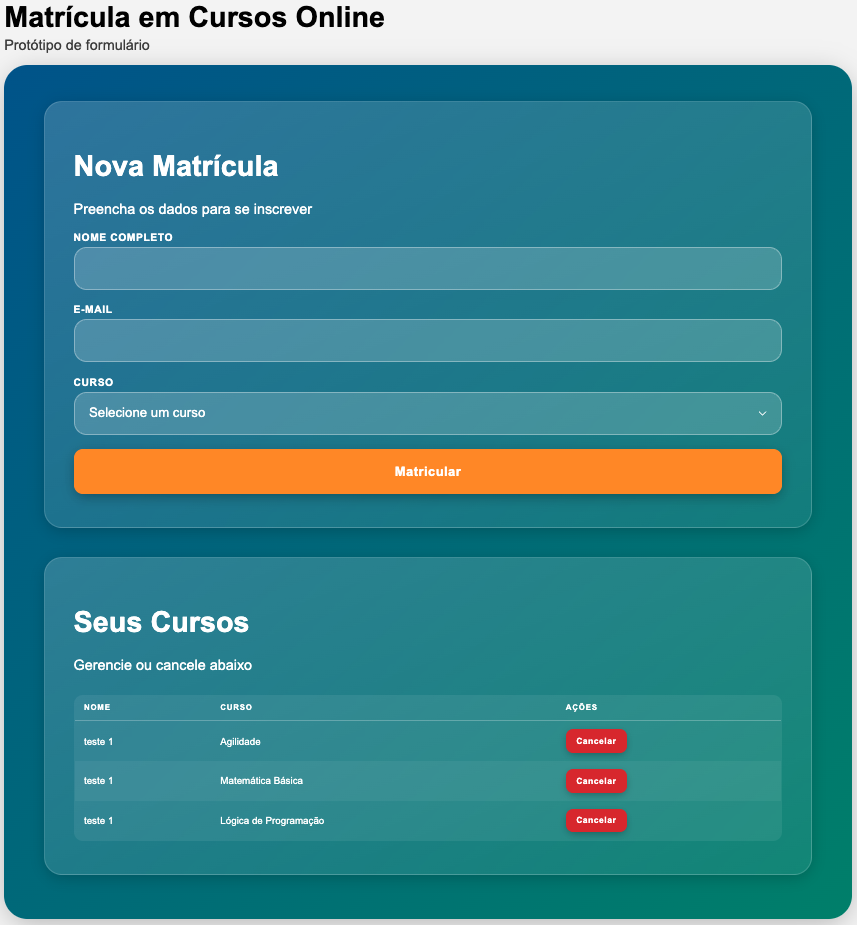 Matrícula em Cursos Online
Protótipo de formulário
Nova Matrícula
Preencha os dados para se inscrever
NOME COMPLETO
E-MAIL
CURSO
Selecione um curso
Matricular
Seus Cursos
Gerencie ou cancele abaixo
NOME CURSO AÇÕES
teste 1 Agilidade Cancelar
teste 1 Matemática Básica Cancelar
teste 1 Lógica de Programação Cancelar